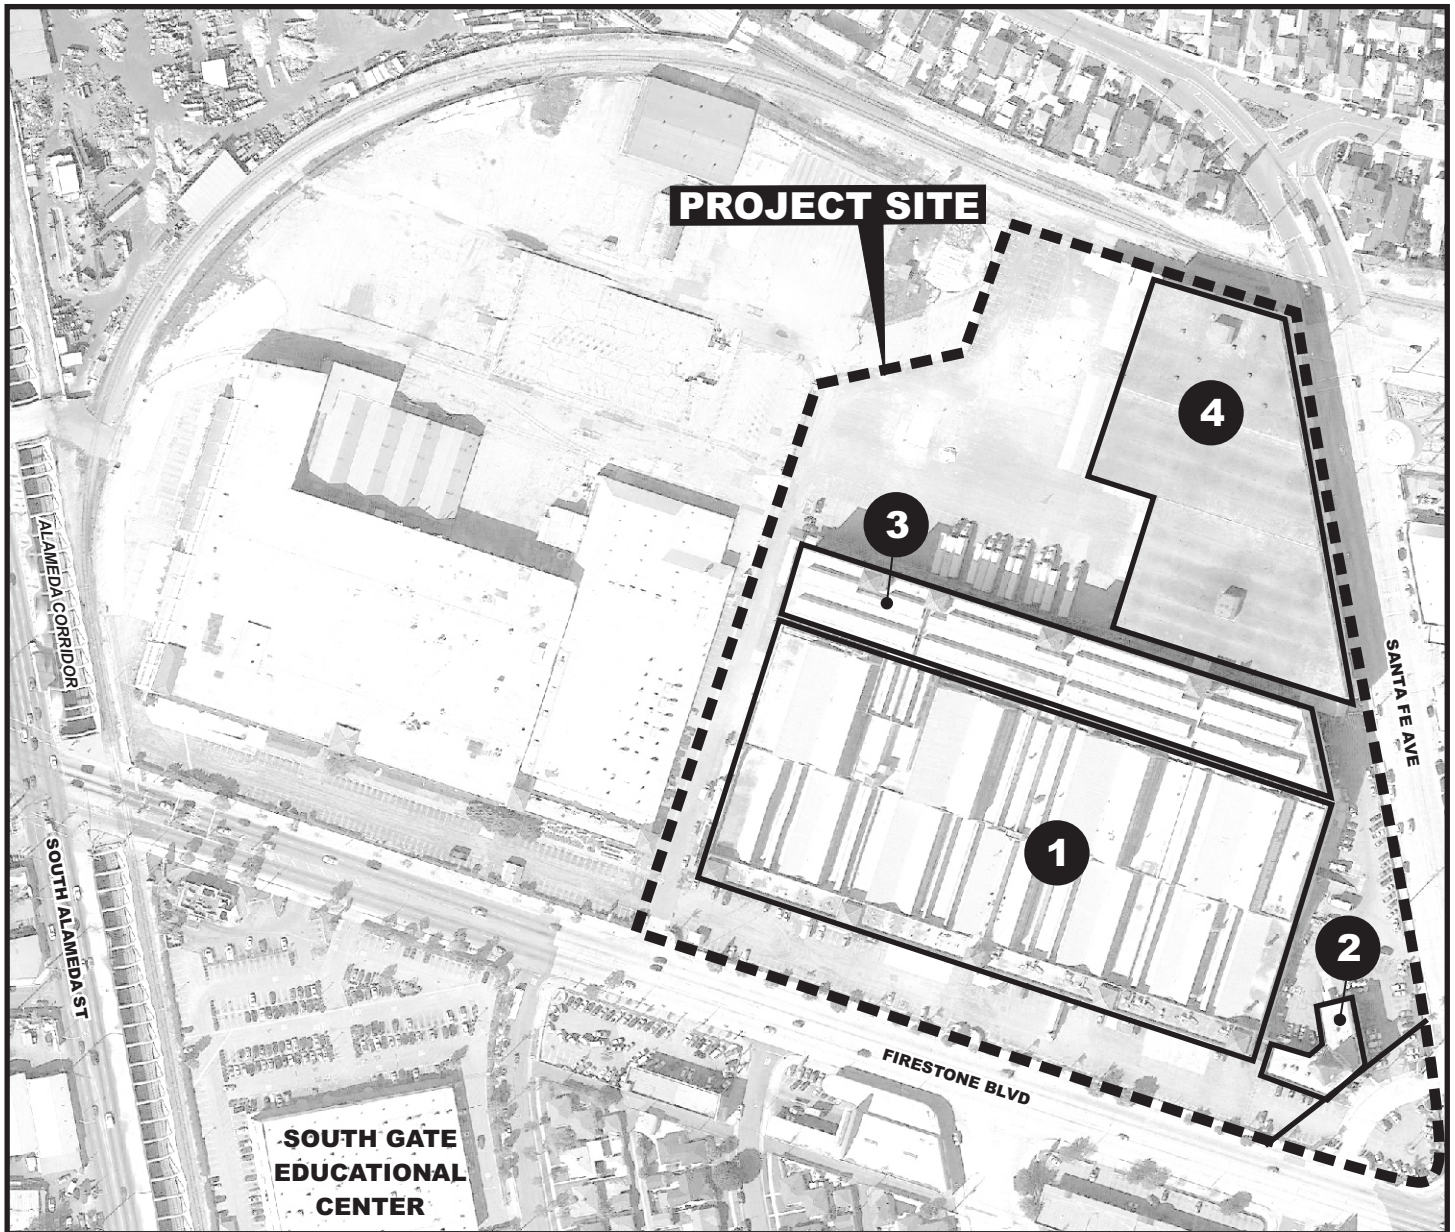 PROJECT SITE
4
3
ALAMEDA CORRIDOR
SANTA FE AVE
1
SOUTH ALAMEDA ST
2
FIRESTONE BLVD
SOUTH GATE
EDUCATIONAL
CENTER